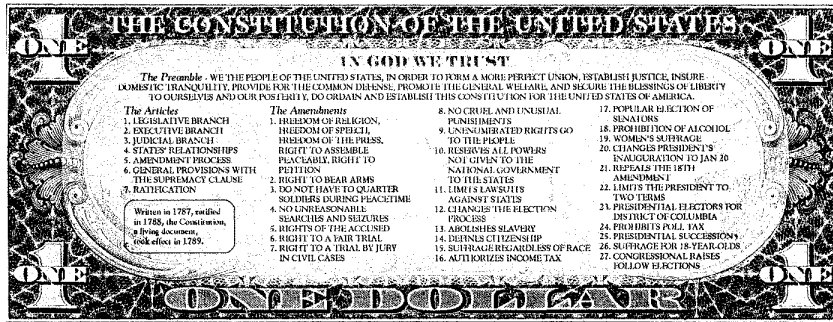 THE CONSTITUTION OF THE UNITED STATES
1
ONE
1
ONE
IN GOD WE TRUST
The Preamble - WE THE PEOPLE OF THE UNITED STATES, IN ORDER TO FORM A MORE PERFECT UNION, ESTABLISH JUSTICE, INSURE
DOMESTIC TRANQUILITY, PROVIDE FOR THE COMMON DEFENSE, PROMOTE THE GENERAL WELFARE, AND SECURE THE BLESSINGS OF LIBERTY
TO OURSELVES AND OUR POSTERITY, DO ORDAIN AND ESTABLISH THIS CONSTITUTION FOR THE UNITED STATES OF AMERICA.
The Articles
1. LEGISLATIVE BRANCH
2. EXECUTIVE BRANCH
3. JUDICIAL BRANCH
4. STATES' RELATIONSHIPS
5. AMENDMENT PROCESS
6. GENERAL PROVISIONS WITH
THE SUPREMACY CLAUSE
7. RATIFICATION
Written in 1787, ratified
in 1788, the Constitution,
a living document,
took effect in 1789.
The Amendments
1. FREEDOM OF RELIGION,
FREEDOM OF SPEECH,
FREEDOM OF THE PRESS,
RIGHT TO ASSEMBLE
PEACEABLY, RIGHT TO
PETITION
2. RIGHT TO BEAR ARMS
3. DO NOT HAVE TO QUARTER
SOLDIERS DURING PEACETIME
4. NO UNREASONABLE
SEARCHES AND SEIZURES
5. RIGHTS OF THE ACCUSED
6. RIGHT TO A FAIR TRIAL
7. RIGHT TO A TRIAL BY JURY
IN CIVIL CASES
8. NO CRUEL AND UNUSUAL
PUNISHMENTS
9. UNENUMERATED RIGHTS GO
TO THE PEOPLE
10. RESERVES ALL POWERS
NOT GIVEN TO THE
NATIONAL GOVERNMENT
TO THE STATES
11. LIMITS LAWSUITS
AGAINST STATES
12. CHANGES THE ELECTION
PROCESS
13. ABOLISHES SLAVERY
14. DEFINES CITIZENSHIP
15. SUFFRAGE REGARDLESS OF RACE
16. AUTHORIZES INCOME TAX
17. POPULAR ELECTION OF
SENATORS
18. PROHIBITION OF ALCOHOL
19. WOMEN'S SUFFRAGE
20. CHANGES PRESIDENT'S
INAUGURATION TO JAN 20
21. REPEALS THE 18TH
AMENDMENT
22. LIMITS THE PRESIDENT TO
TWO TERMS
23. PRESIDENTIAL ELECTORS FOR
DISTRICT OF COLUMBIA
24. PROHIBITS POLL TAX
25. PRESIDENTIAL SUCCESSION
26. SUFFRAGE FOR 18-YEAR-OLDS
27. CONGRESSIONAL RAISES
FOLLOW ELECTIONS
1
ONE
1
ONE
ONE DOLLAR